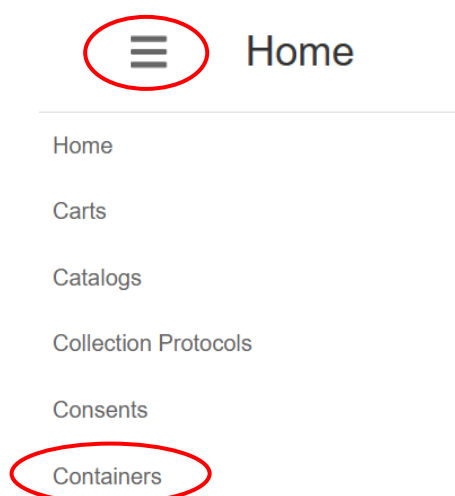 Home
Home
Carts
Catalogs
Collection Protocols
Consents
Containers